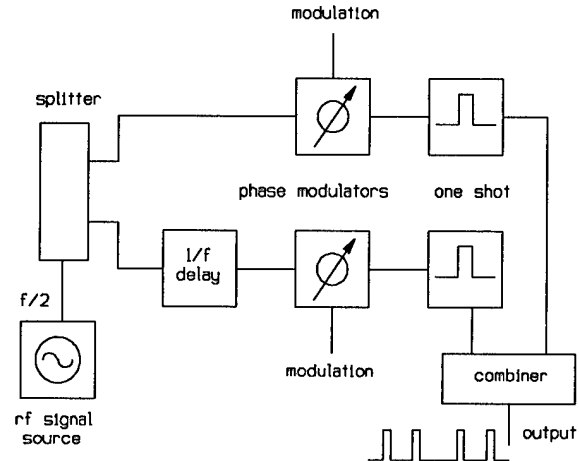 modulation
splitter
phase modulators
one shot
1/f
delay
f/2
modulation
combiner
rf signal
source
output